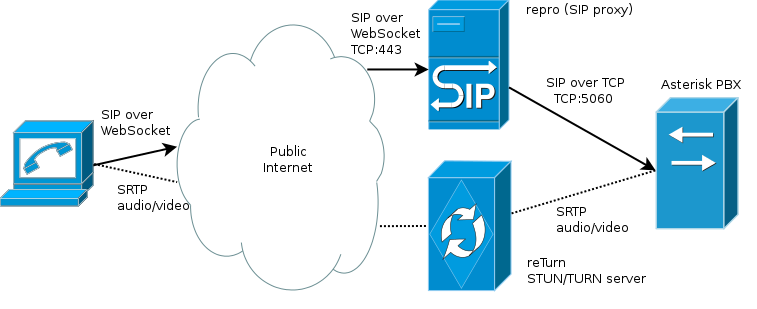 SIP over
WebSocket
TCP:443
repro (SIP proxy)
SIP
SIP over TCP
TCP:5060
Asterisk PBX
SIP over
WebSocket
Public
Internet
SRTP
audio/video
SRTP
audio/video
reTurn
STUN/TURN server